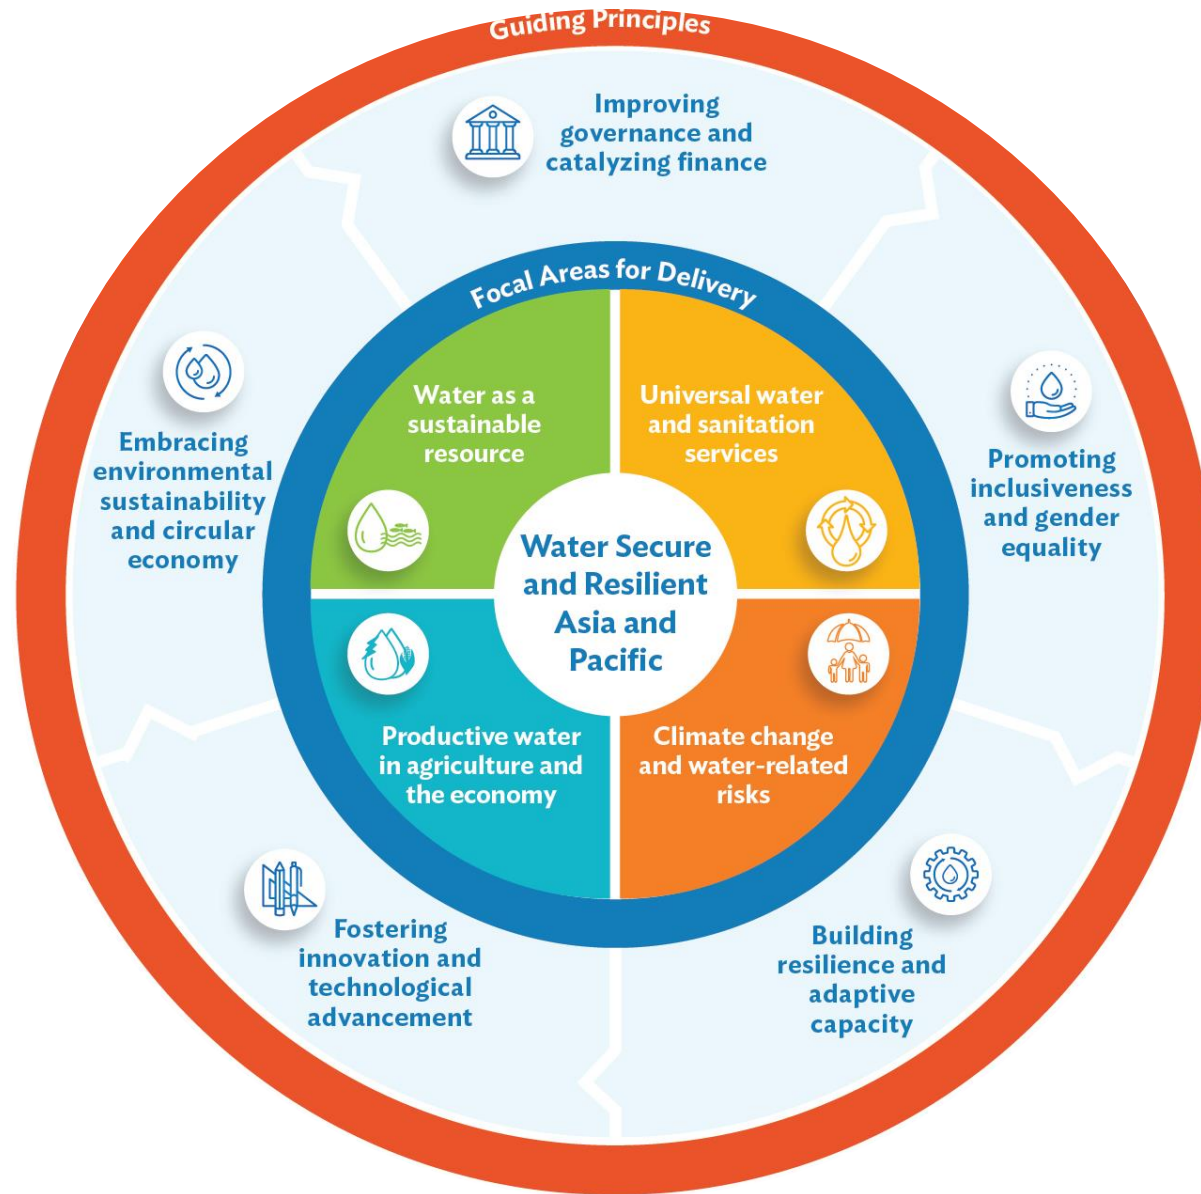 Guiding Principles
Improving
governance and
catalyzing finance
Focal Areas for Delivery
Water as a
sustainable
resource
Universal water
and sanitation
services
Embracing
environmental
sustainability
and circular
economy
Promoting
inclusiveness
and gender
equality
Water Secure
and Resilient
Asia and
Pacific
Productive water
in agriculture and
the economy
Climate change
and water-related
risks
Fostering
innovation and
technological
advancement
Building
resilience and
adaptive
capacity